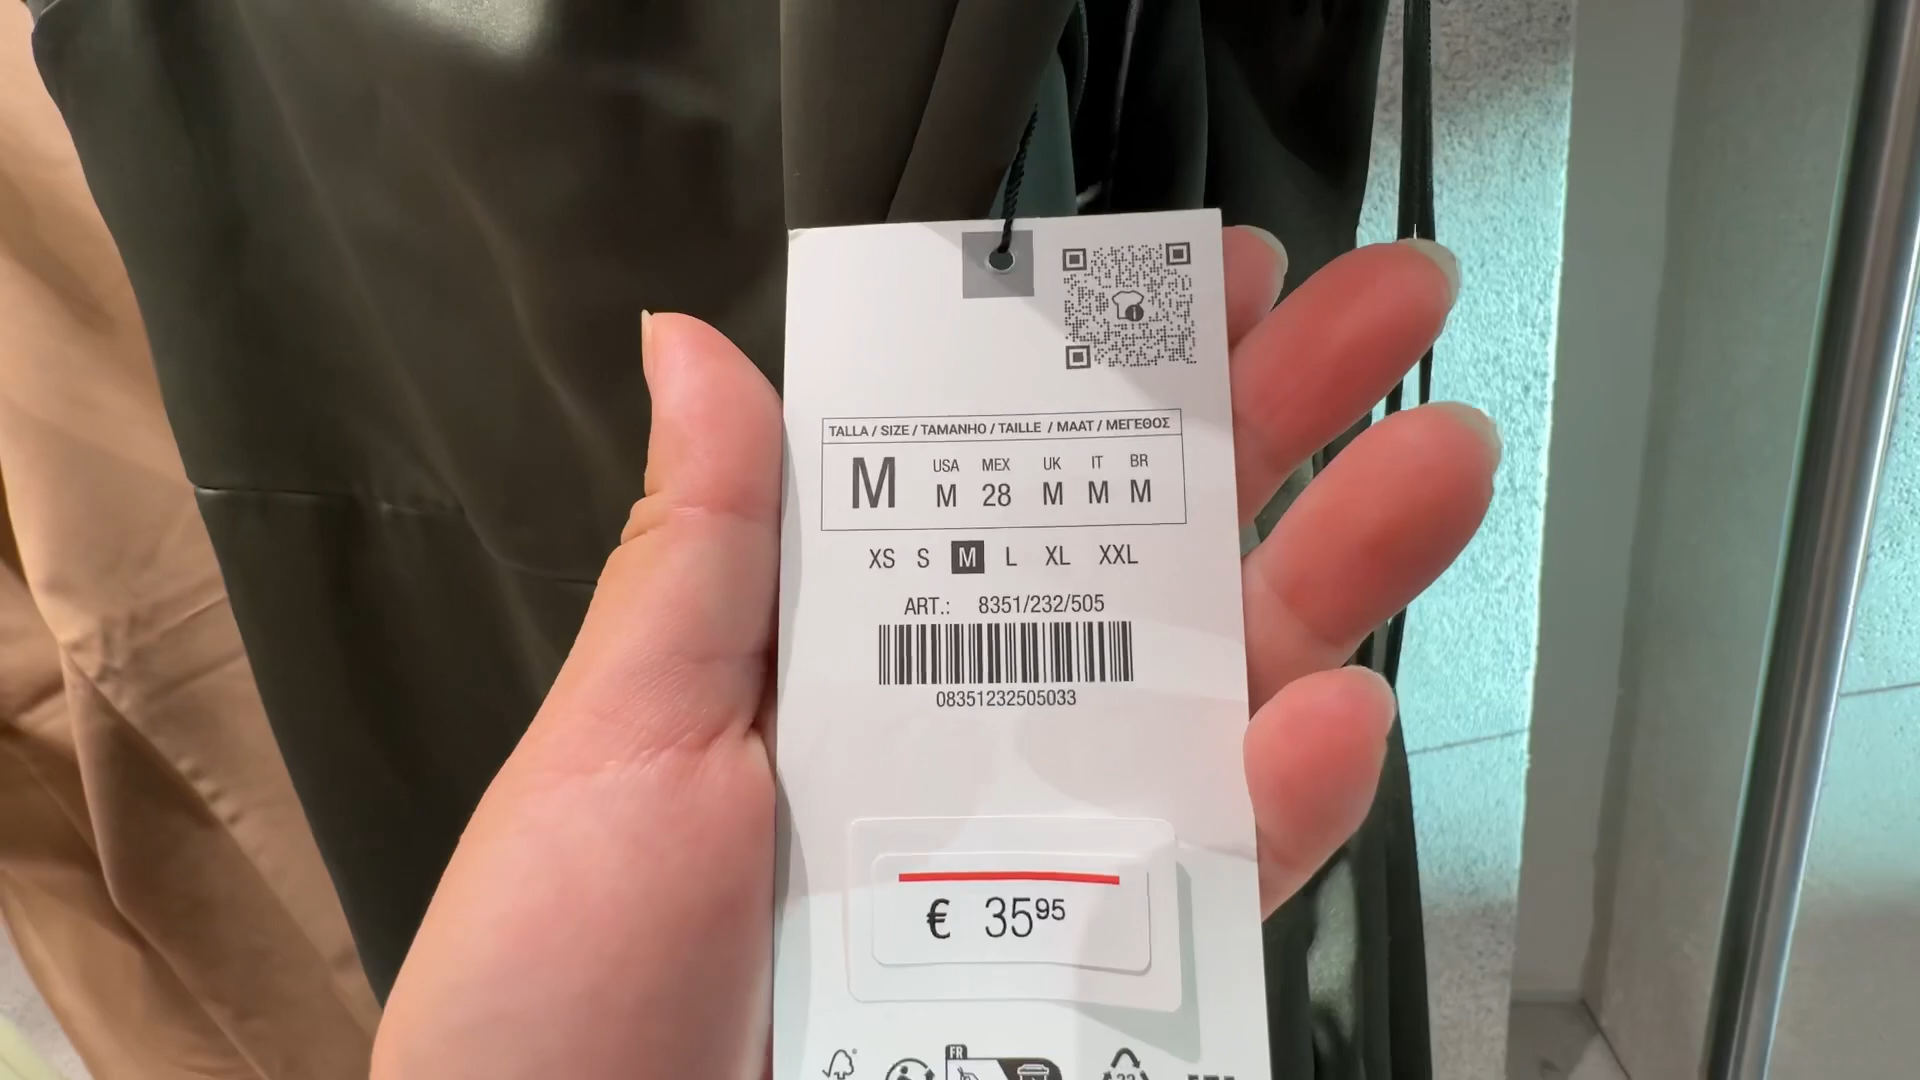 TALLA / SIZE / TAMANHO / TAILLE / MAAT / ΜΕΓΕΘΟΣ
M
USA MEX UK IT BR
M 28 M M M
XS S M L XL XXL
ART.: 8351/232/505
08351232505033
€ 35⁹⁵
FR